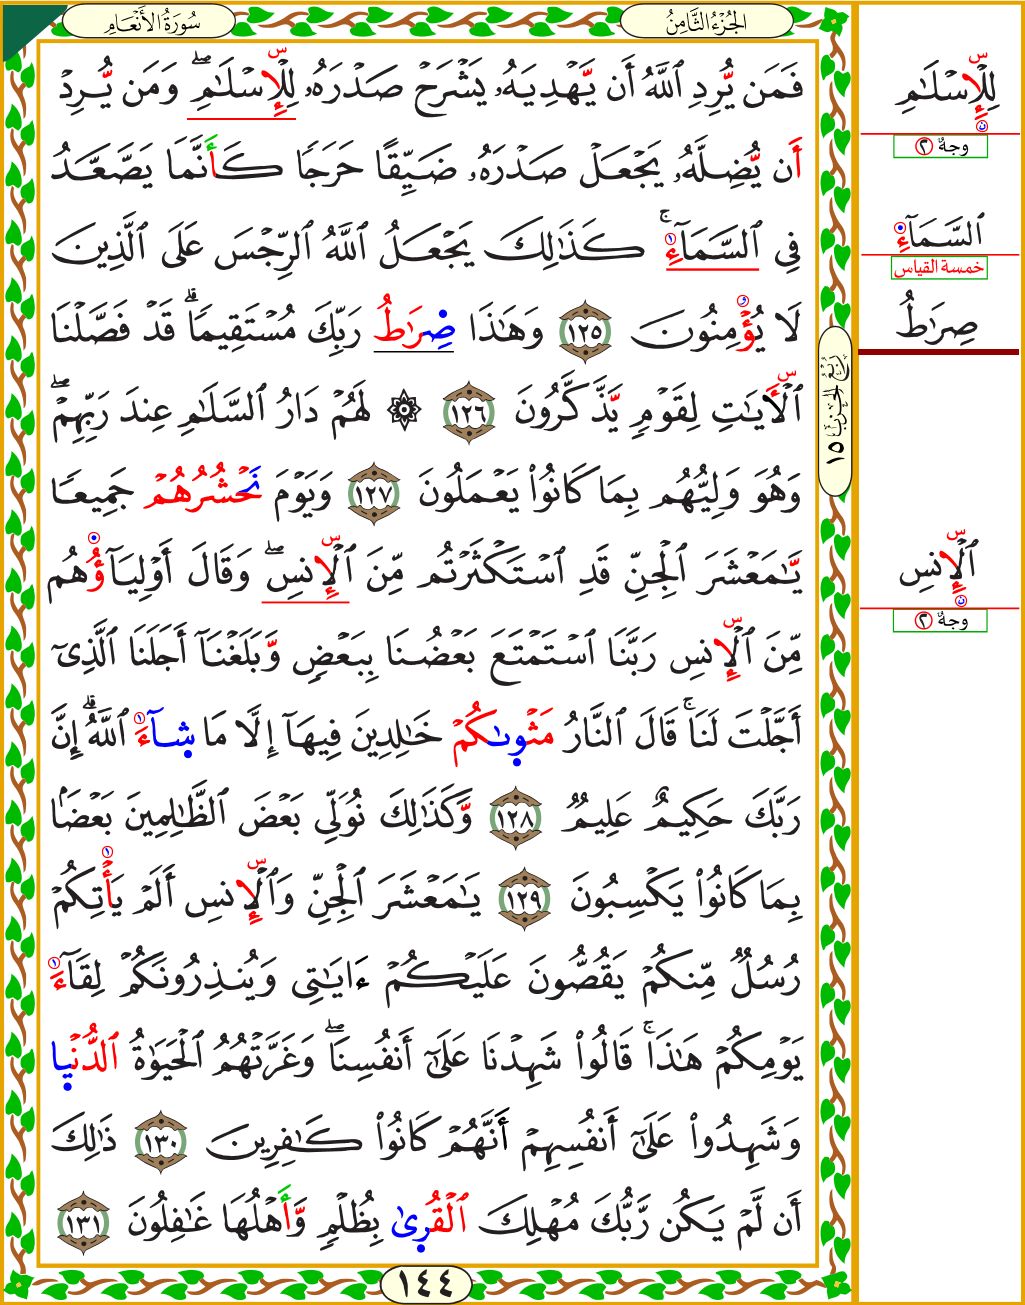 سُورَةُ الأَنْعَامِ
الجُزْءُ الثَّامِنُ
فَمَن يُرِدِ ٱللَّهُ أَن يَهْدِيَهُۥ يَشْرَحْ صَدْرَهُۥ لِلْإِسْلَٰمِۖ وَمَن يُرِدْ
أَن يُضِلَّهُۥ يَجْعَلْ صَدْرَهُۥ ضَيِّقًا حَرَجًا كَأَنَّمَا يَصَّعَّدُ
فِي ٱلسَّمَآءِۚ كَذَٰلِكَ يَجْعَلُ ٱللَّهُ ٱلرِّجْسَ عَلَى ٱلَّذِينَ
لَا يُؤْمِنُونَ ١٢٥ وَهَٰذَا صِرَٰطُ رَبِّكَ مُسْتَقِيمًاۗ قَدْ فَصَّلْنَا
ٱلْأَيَٰتِ لِقَوْمٍ يَذَّكَّرُونَ ١٢٦ ۞ لَهُمْ دَارُ ٱلسَّلَٰمِ عِندَ رَبِّهِمْۖ
وَهُوَ وَلِيُّهُم بِمَا كَانُوا۟ يَعْمَلُونَ ١٢٧ وَيَوْمَ نَحْشُرُهُمْ جَمِيعًا
يَٰمَعْشَرَ ٱلْجِنِّ قَدِ ٱسْتَكْثَرْتُم مِّنَ ٱلْإِنسِۖ وَقَالَ أَوْلِيَآؤُهُم
مِّنَ ٱلْإِنسِ رَبَّنَا ٱسْتَمْتَعَ بَعْضُنَا بِبَعْضٍ وَبَلَغْنَآ أَجَلَنَا ٱلَّذِىٓ
أَجَّلْتَ لَنَاۚ قَالَ ٱلنَّارُ مَثْوىٰكُمْ خَٰلِدِينَ فِيهَآ إِلَّا مَا شَآءَ ٱللَّهُۗ إِنَّ
رَبَّكَ حَكِيمٌ عَلِيمٌ ١٢٨ وَكَذَٰلِكَ نُوَلِّى بَعْضَ ٱلظَّٰلِمِينَ بَعْضًۢا
بِمَا كَانُوا۟ يَكْسِبُونَ ١٢٩ يَٰمَعْشَرَ ٱلْجِنِّ وَٱلْإِنسِ أَلَمْ يَأْتِكُمْ
رُسُلٌ مِّنكُمْ يَقُصُّونَ عَلَيْكُمْ ءَايَٰتِى وَيُنذِرُونَكُمْ لِقَآءَ
يَوْمِكُمْ هَٰذَاۚ قَالُوا۟ شَهِدْنَا عَلَىٰٓ أَنفُسِنَاۖ وَغَرَّتْهُمُ ٱلْحَيَوٰةُ ٱلدُّنْيِا
وَشَهِدُوا۟ عَلَىٰٓ أَنفُسِهِمْ أَنَّهُمْ كَانُوا۟ كَٰفِرِينَ ١٣٠ ذَٰلِكَ
أَن لَّمْ يَكُن رَّبُّكَ مُهْلِكَ ٱلْقُرىٰ بِظُلْمٍ وَأَهْلُهَا غَٰفِلُونَ ١٣١
١٤٤
رُبُعُ الحِزْبِ ١٥
لِلْإِسْلَٰمِ
وجهٌ ٢
ٱلسَّمَآءِ
خمسة القياس
صِرَٰطُ
ٱلْإِنسِ
وجهٌ ٢